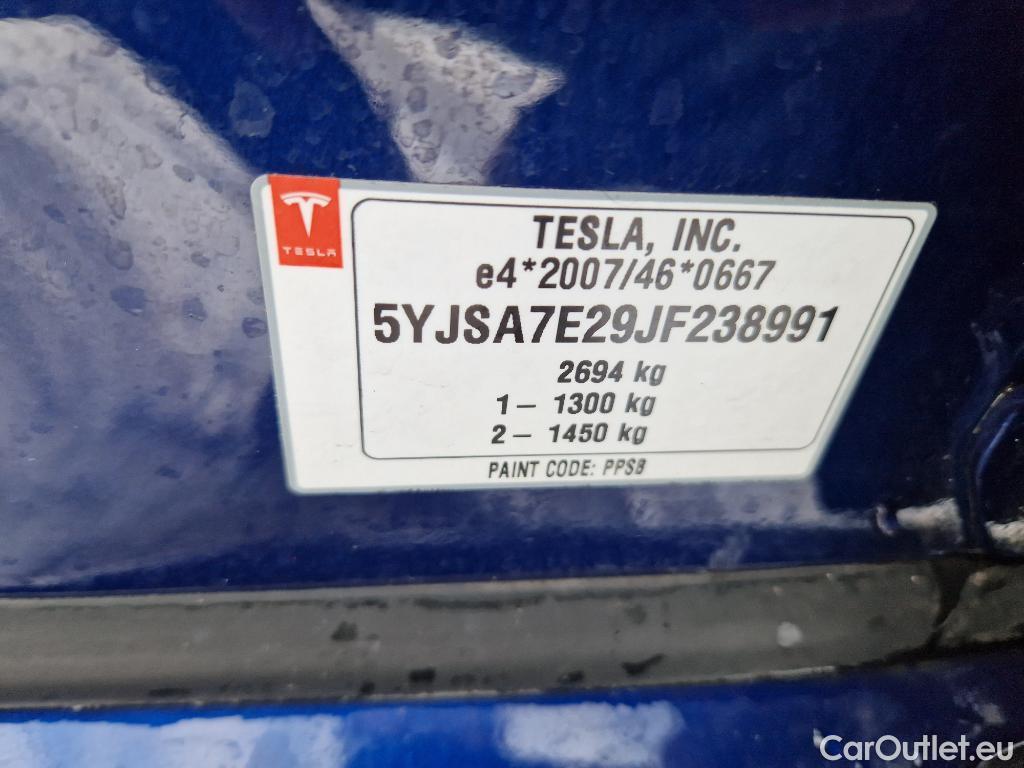 TESLA
TESLA, INC.
e4*2007/46*0667
5YJSA7E29JF238991
2694 kg
1– 1300 kg
2– 1450 kg
PAINT CODE: PPSB
CarOutlet.eu